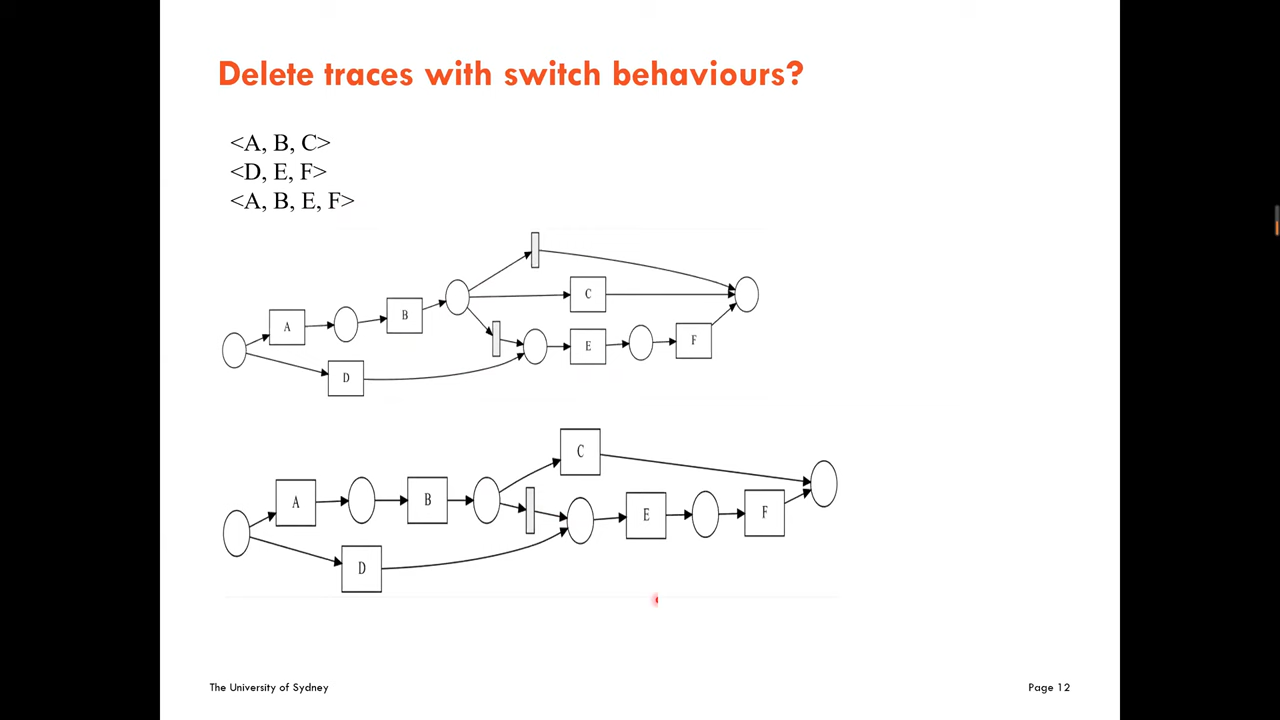 Delete traces with switch behaviours?
<A, B, C>
<D, E, F>
<A, B, E, F>
A
B
C
D
E
F
A
B
C
D
E
F
The University of Sydney
Page 12